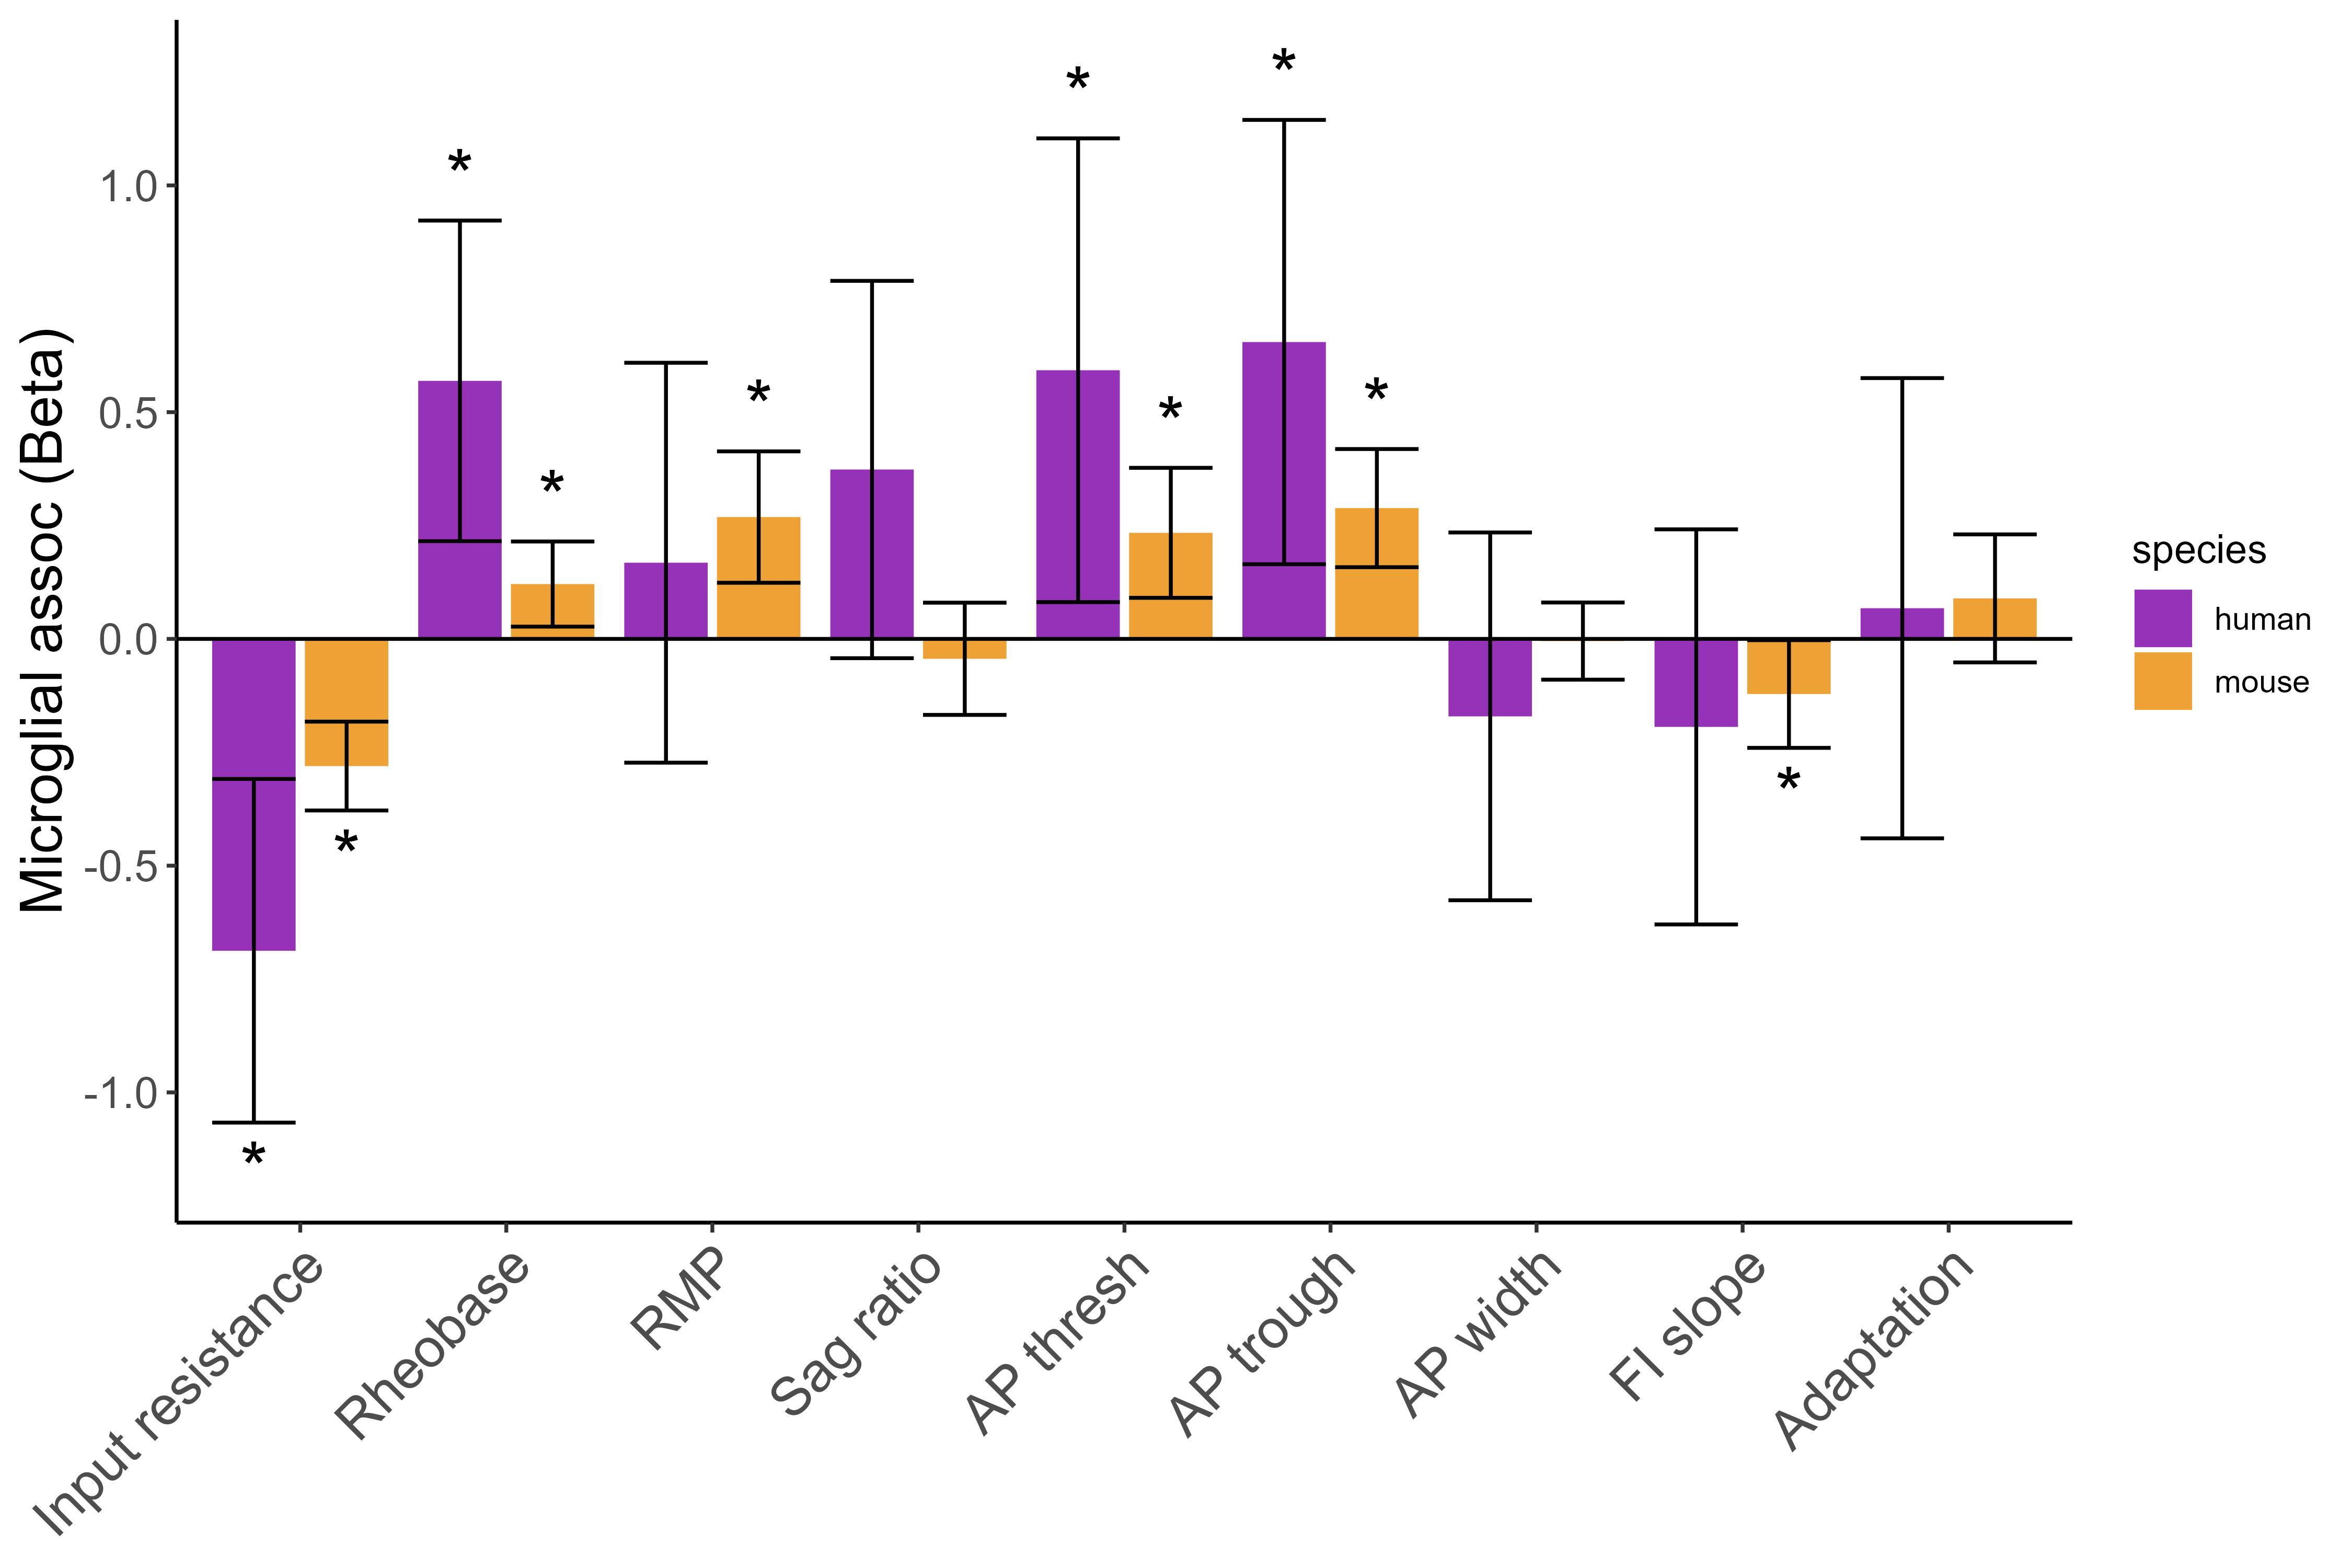 Microglial assoc (Beta)
1.0
0.5
0.0
-0.5
-1.0
*
*
*
*
*
*
*
*
*
*
Input resistance
Rheobase
RMP
Sag ratio
AP thresh
AP trough
AP width
FI slope
Adaptation
species
human
mouse